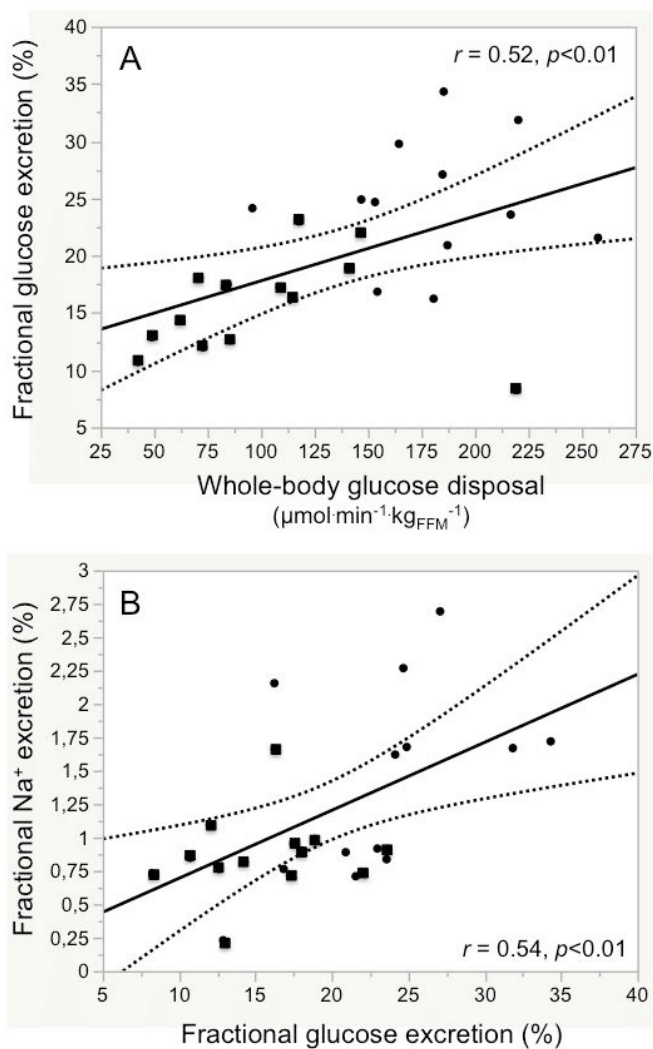 A
r = 0.52, p<0.01
40
35
30
25
20
15
10
5
Fractional glucose excretion (%)
25 50 75 100 125 150 175 200 225 250 275
Whole-body glucose disposal
(µmol·min⁻¹·kg_FFM⁻¹)
B
3
2,75
2,5
2,25
2
1,75
1,5
1,25
1
0,75
0,5
0,25
0
Fractional Na⁺ excretion (%)
r = 0.54, p<0.01
5 10 15 20 25 30 35 40
Fractional glucose excretion (%)